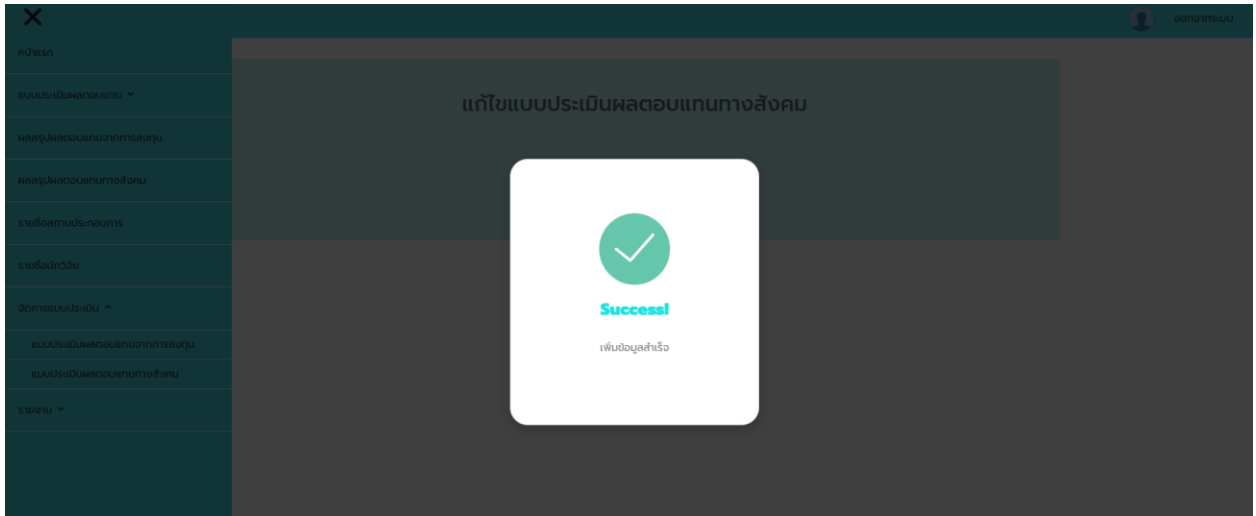 ออกจากระบบ
หน้าแรก
แบบประเมินผลตอบแทน
ผลสรุปผลตอบแทนจากการลงทุน
ผลสรุปผลตอบแทนทางสังคม
รายชื่อสถานประกอบการ
รายชื่อนักวิจัย
จัดการแบบประเมิน
แบบประเมินผลตอบแทนจากการลงทุน
แบบประเมินผลตอบแทนทางสังคม
รายงาน
แก้ไขแบบประเมินผลตอบแทนทางสังคม
Success!
เพิ่มข้อมูลสำเร็จ